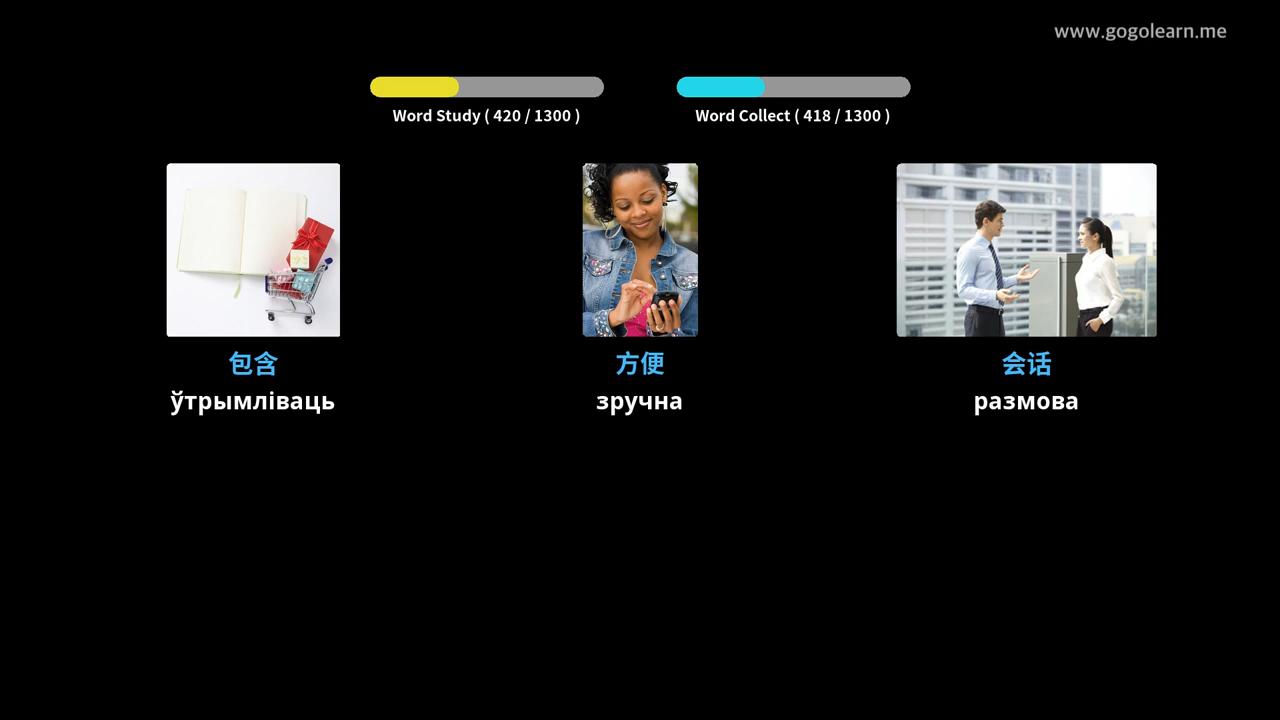 www.gogolearn.me
Word Study ( 420 / 1300 )
Word Collect ( 418 / 1300 )
包含
方便
会话
ўтрымліваць
зручна
размова